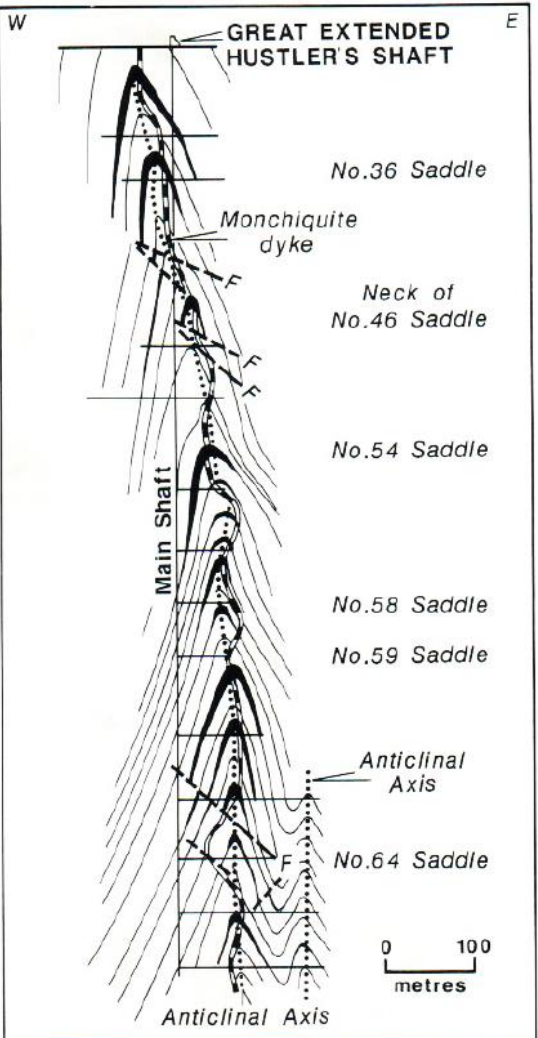 W
E
GREAT EXTENDED
HUSTLER'S SHAFT
No.36 Saddle
Monchiquite
dyke
F
Neck of
No.46 Saddle
F
F
No.54 Saddle
Main Shaft
No.58 Saddle
No.59 Saddle
Anticlinal
Axis
F
No.64 Saddle
0 100
metres
Anticlinal Axis